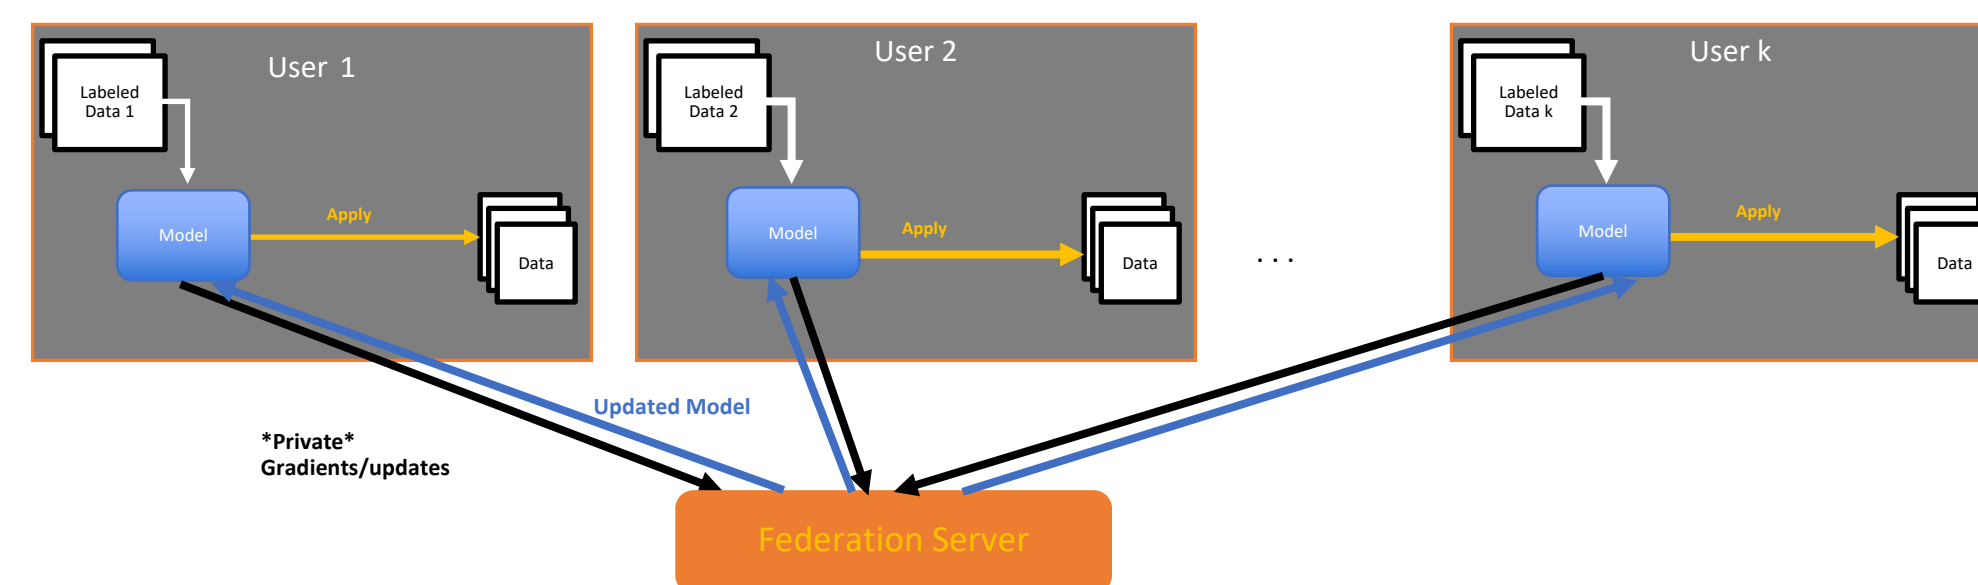 User 1
Labeled
Data 1
Model
Apply
Data
User 2
Labeled
Data 2
Model
Apply
Data
. . .
User k
Labeled
Data k
Model
Apply
Data
Updated Model
*Private*
Gradients/updates
Federation Server